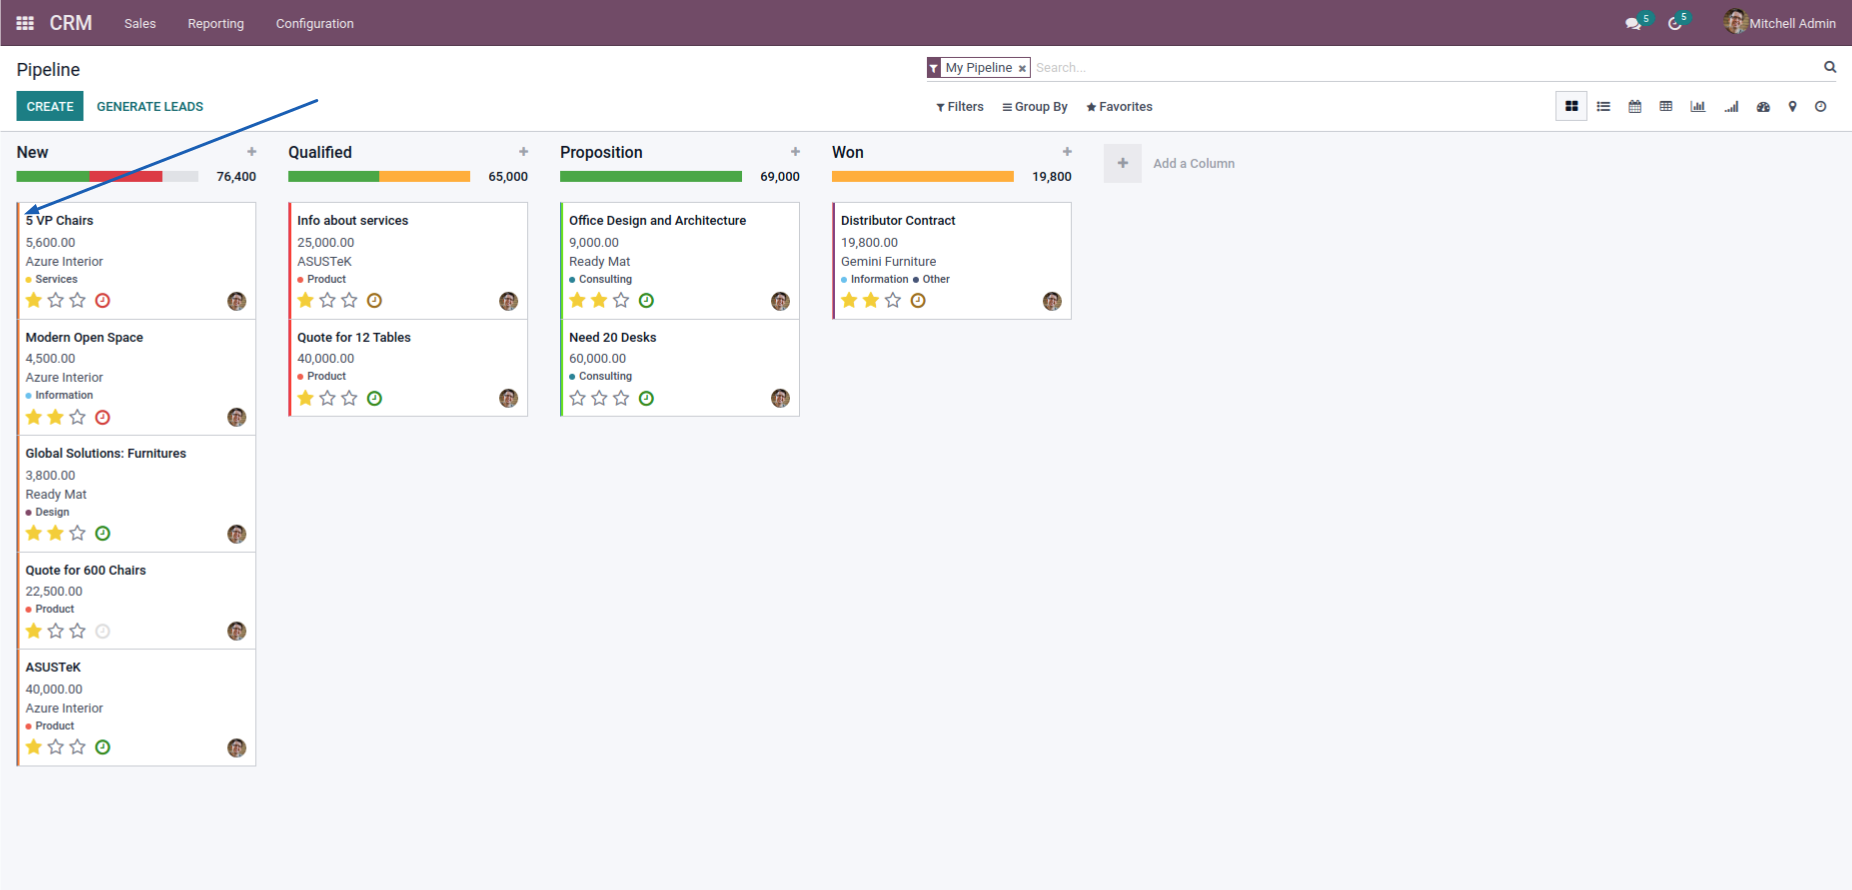 CRM Sales Reporting Configuration 5 5 Mitchell Admin
Pipeline
My Pipeline × Search...
CREATE GENERATE LEADS
Filters Group By Favorites
New +
76,400
5 VP Chairs
5,600.00
Azure Interior
Services
Modern Open Space
4,500.00
Azure Interior
Information
Global Solutions: Furnitures
3,800.00
Ready Mat
Design
Quote for 600 Chairs
22,500.00
Product
ASUSTeK
40,000.00
Azure Interior
Product
Qualified +
65,000
Info about services
25,000.00
ASUSTeK
Product
Quote for 12 Tables
40,000.00
Product
Proposition +
69,000
Office Design and Architecture
9,000.00
Ready Mat
Consulting
Need 20 Desks
60,000.00
Consulting
Won +
19,800
Distributor Contract
19,800.00
Gemini Furniture
Information Other
+ Add a Column